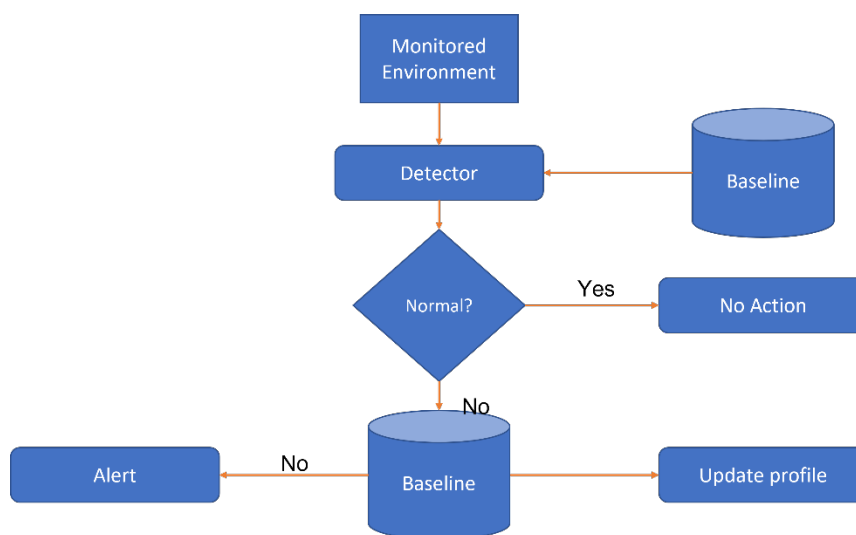 Monitored
Environment
Detector
Baseline
Normal?
Yes
No Action
No
Alert
No
Baseline
Update profile